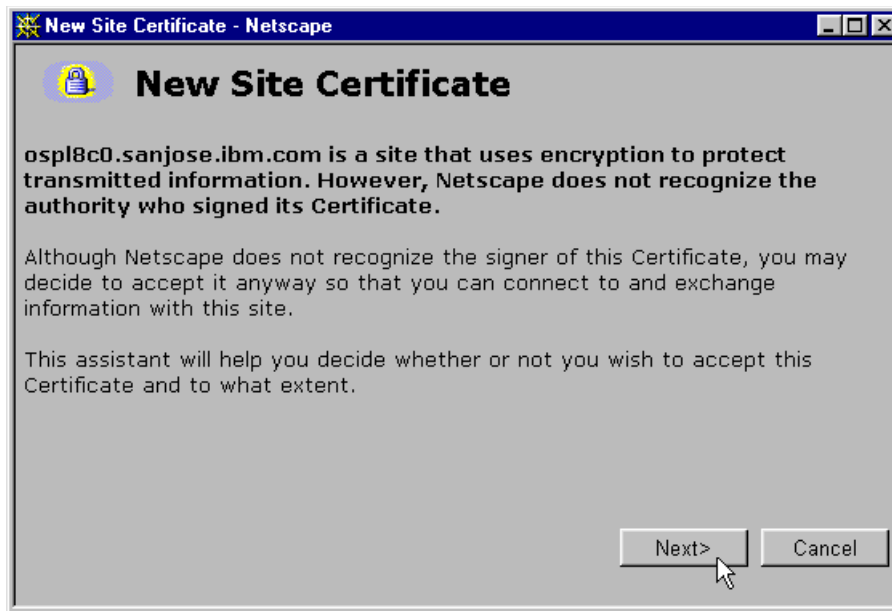 New Site Certificate - Netscape
New Site Certificate
ospl8c0.sanjose.ibm.com is a site that uses encryption to protect
transmitted information. However, Netscape does not recognize the
authority who signed its Certificate.
Although Netscape does not recognize the signer of this Certificate, you may
decide to accept it anyway so that you can connect to and exchange
information with this site.
This assistant will help you decide whether or not you wish to accept this
Certificate and to what extent.
Next> Cancel